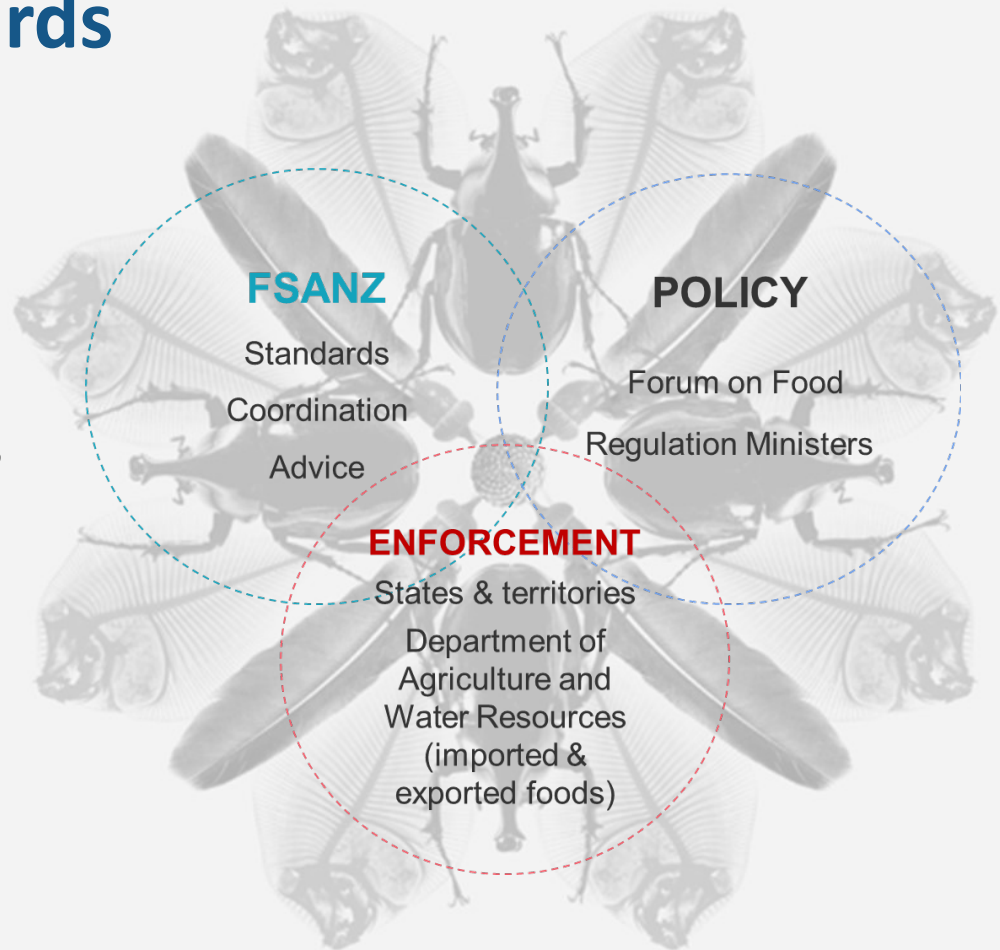 rds
FSANZ
Standards
Coordination
Advice
POLICY
Forum on Food
Regulation Ministers
ENFORCEMENT
States & territories
Department of
Agriculture and
Water Resources
(imported &
exported foods)